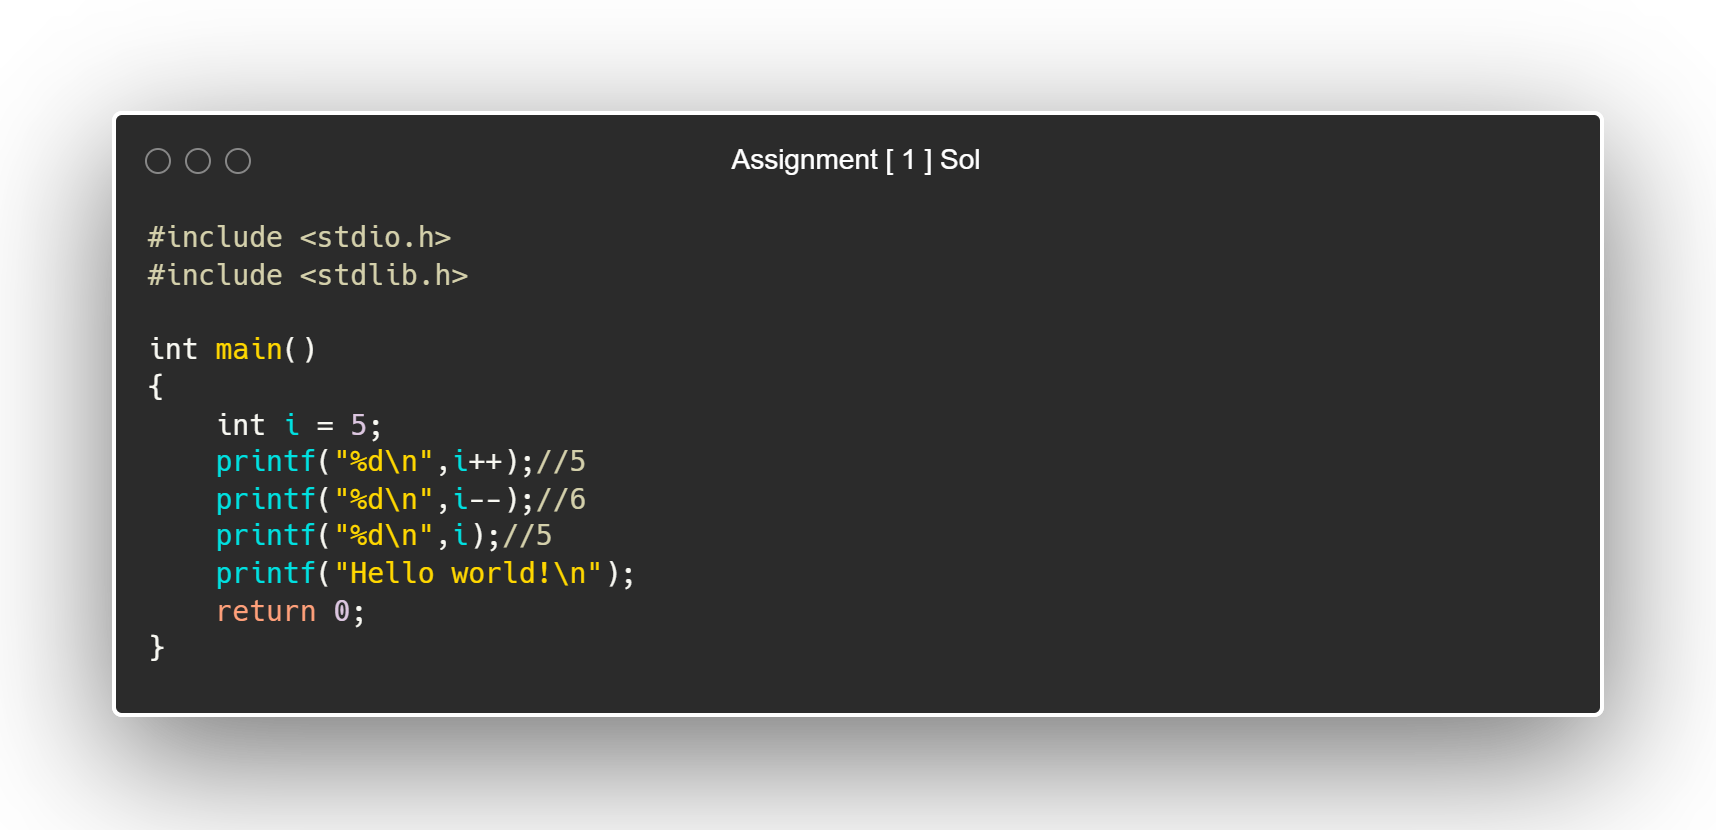 Assignment [ 1 ] Sol
#include <stdio.h>
#include <stdlib.h>
int main()
{
    int i = 5;
    printf("%d\n",i++);//5
    printf("%d\n",i--);//6
    printf("%d\n",i);//5
    printf("Hello world!\n");
    return 0;
}